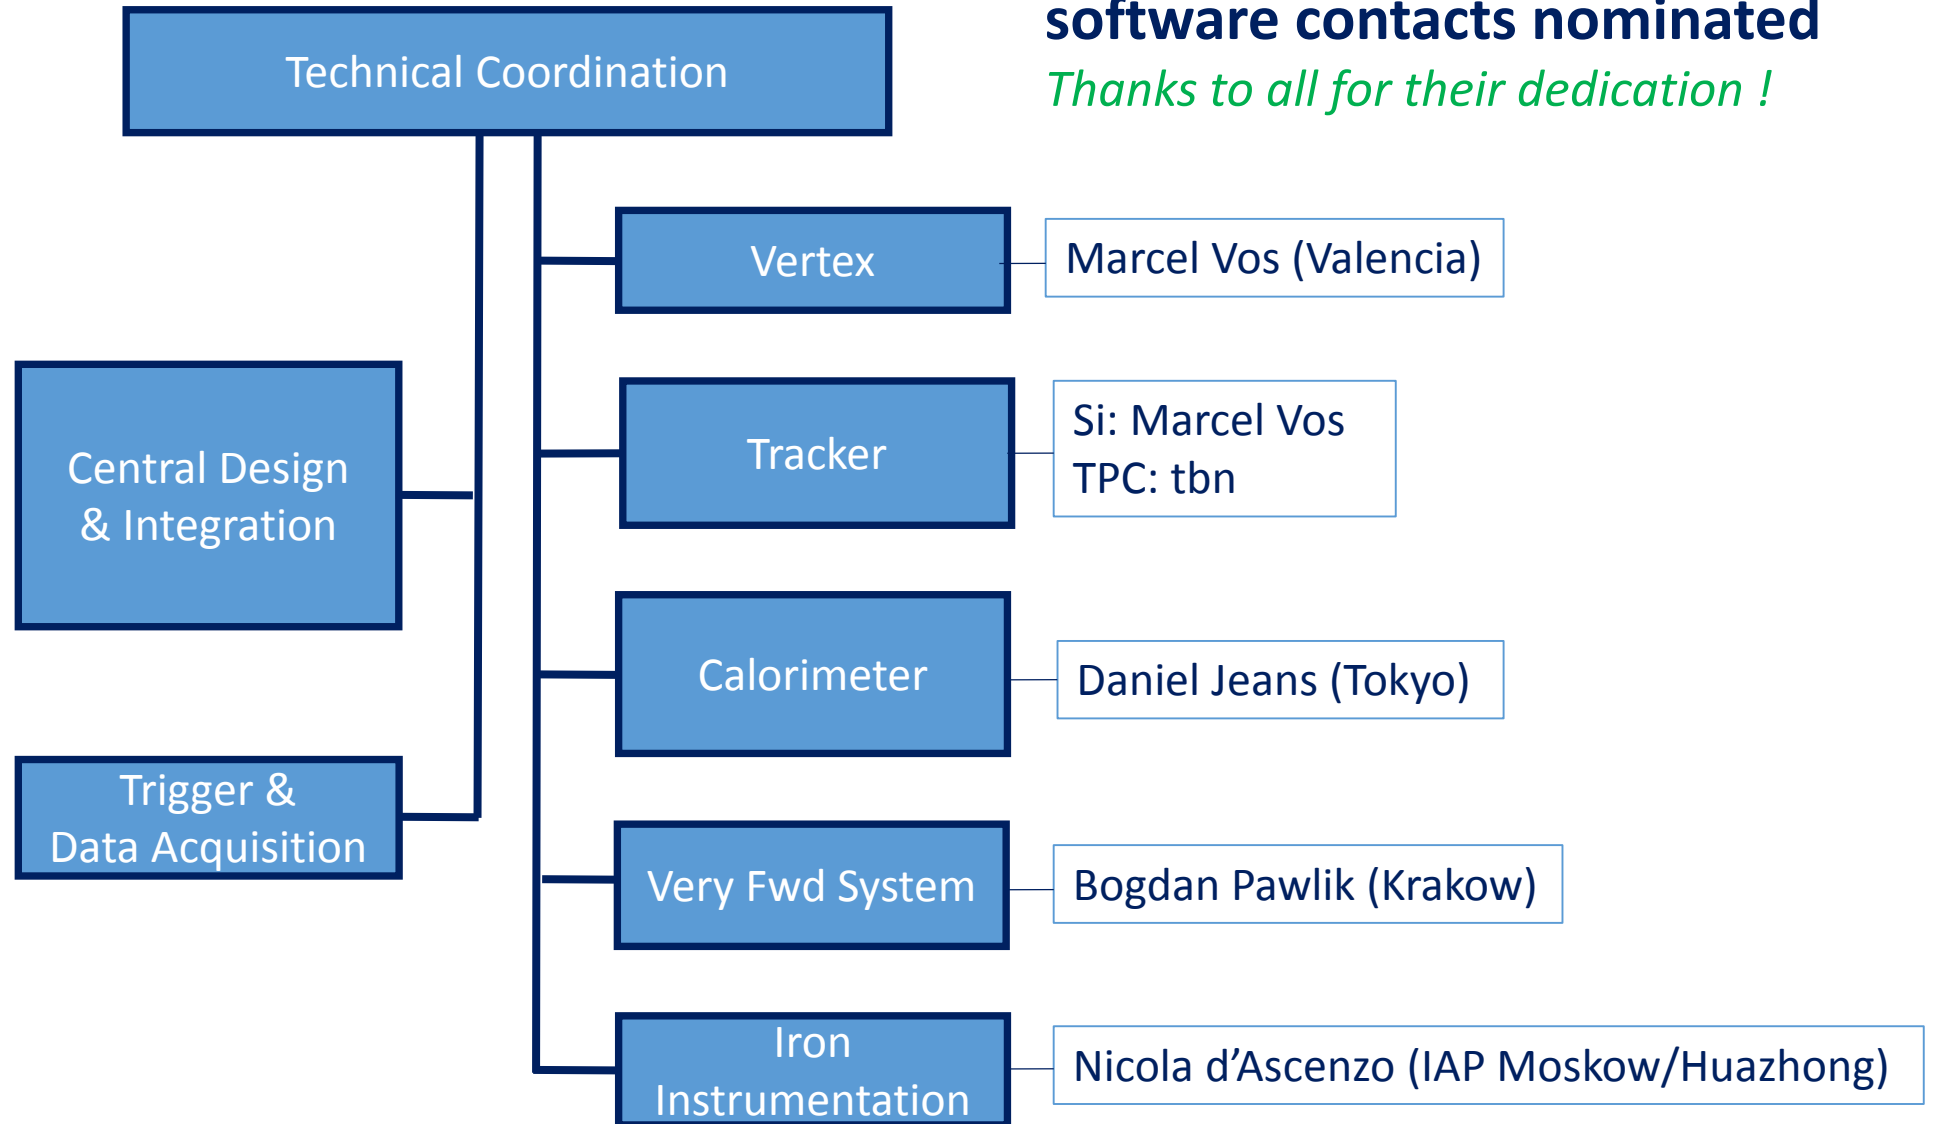 software contacts nominated
Thanks to all for their dedication !
Technical Coordination
Vertex
Marcel Vos (Valencia)
Central Design
& Integration
Tracker
Si: Marcel Vos
TPC: tbn
Calorimeter
Daniel Jeans (Tokyo)
Trigger &
Data Acquisition
Very Fwd System
Bogdan Pawlik (Krakow)
Iron
Instrumentation
Nicola d’Ascenzo (IAP Moskow/Huazhong)